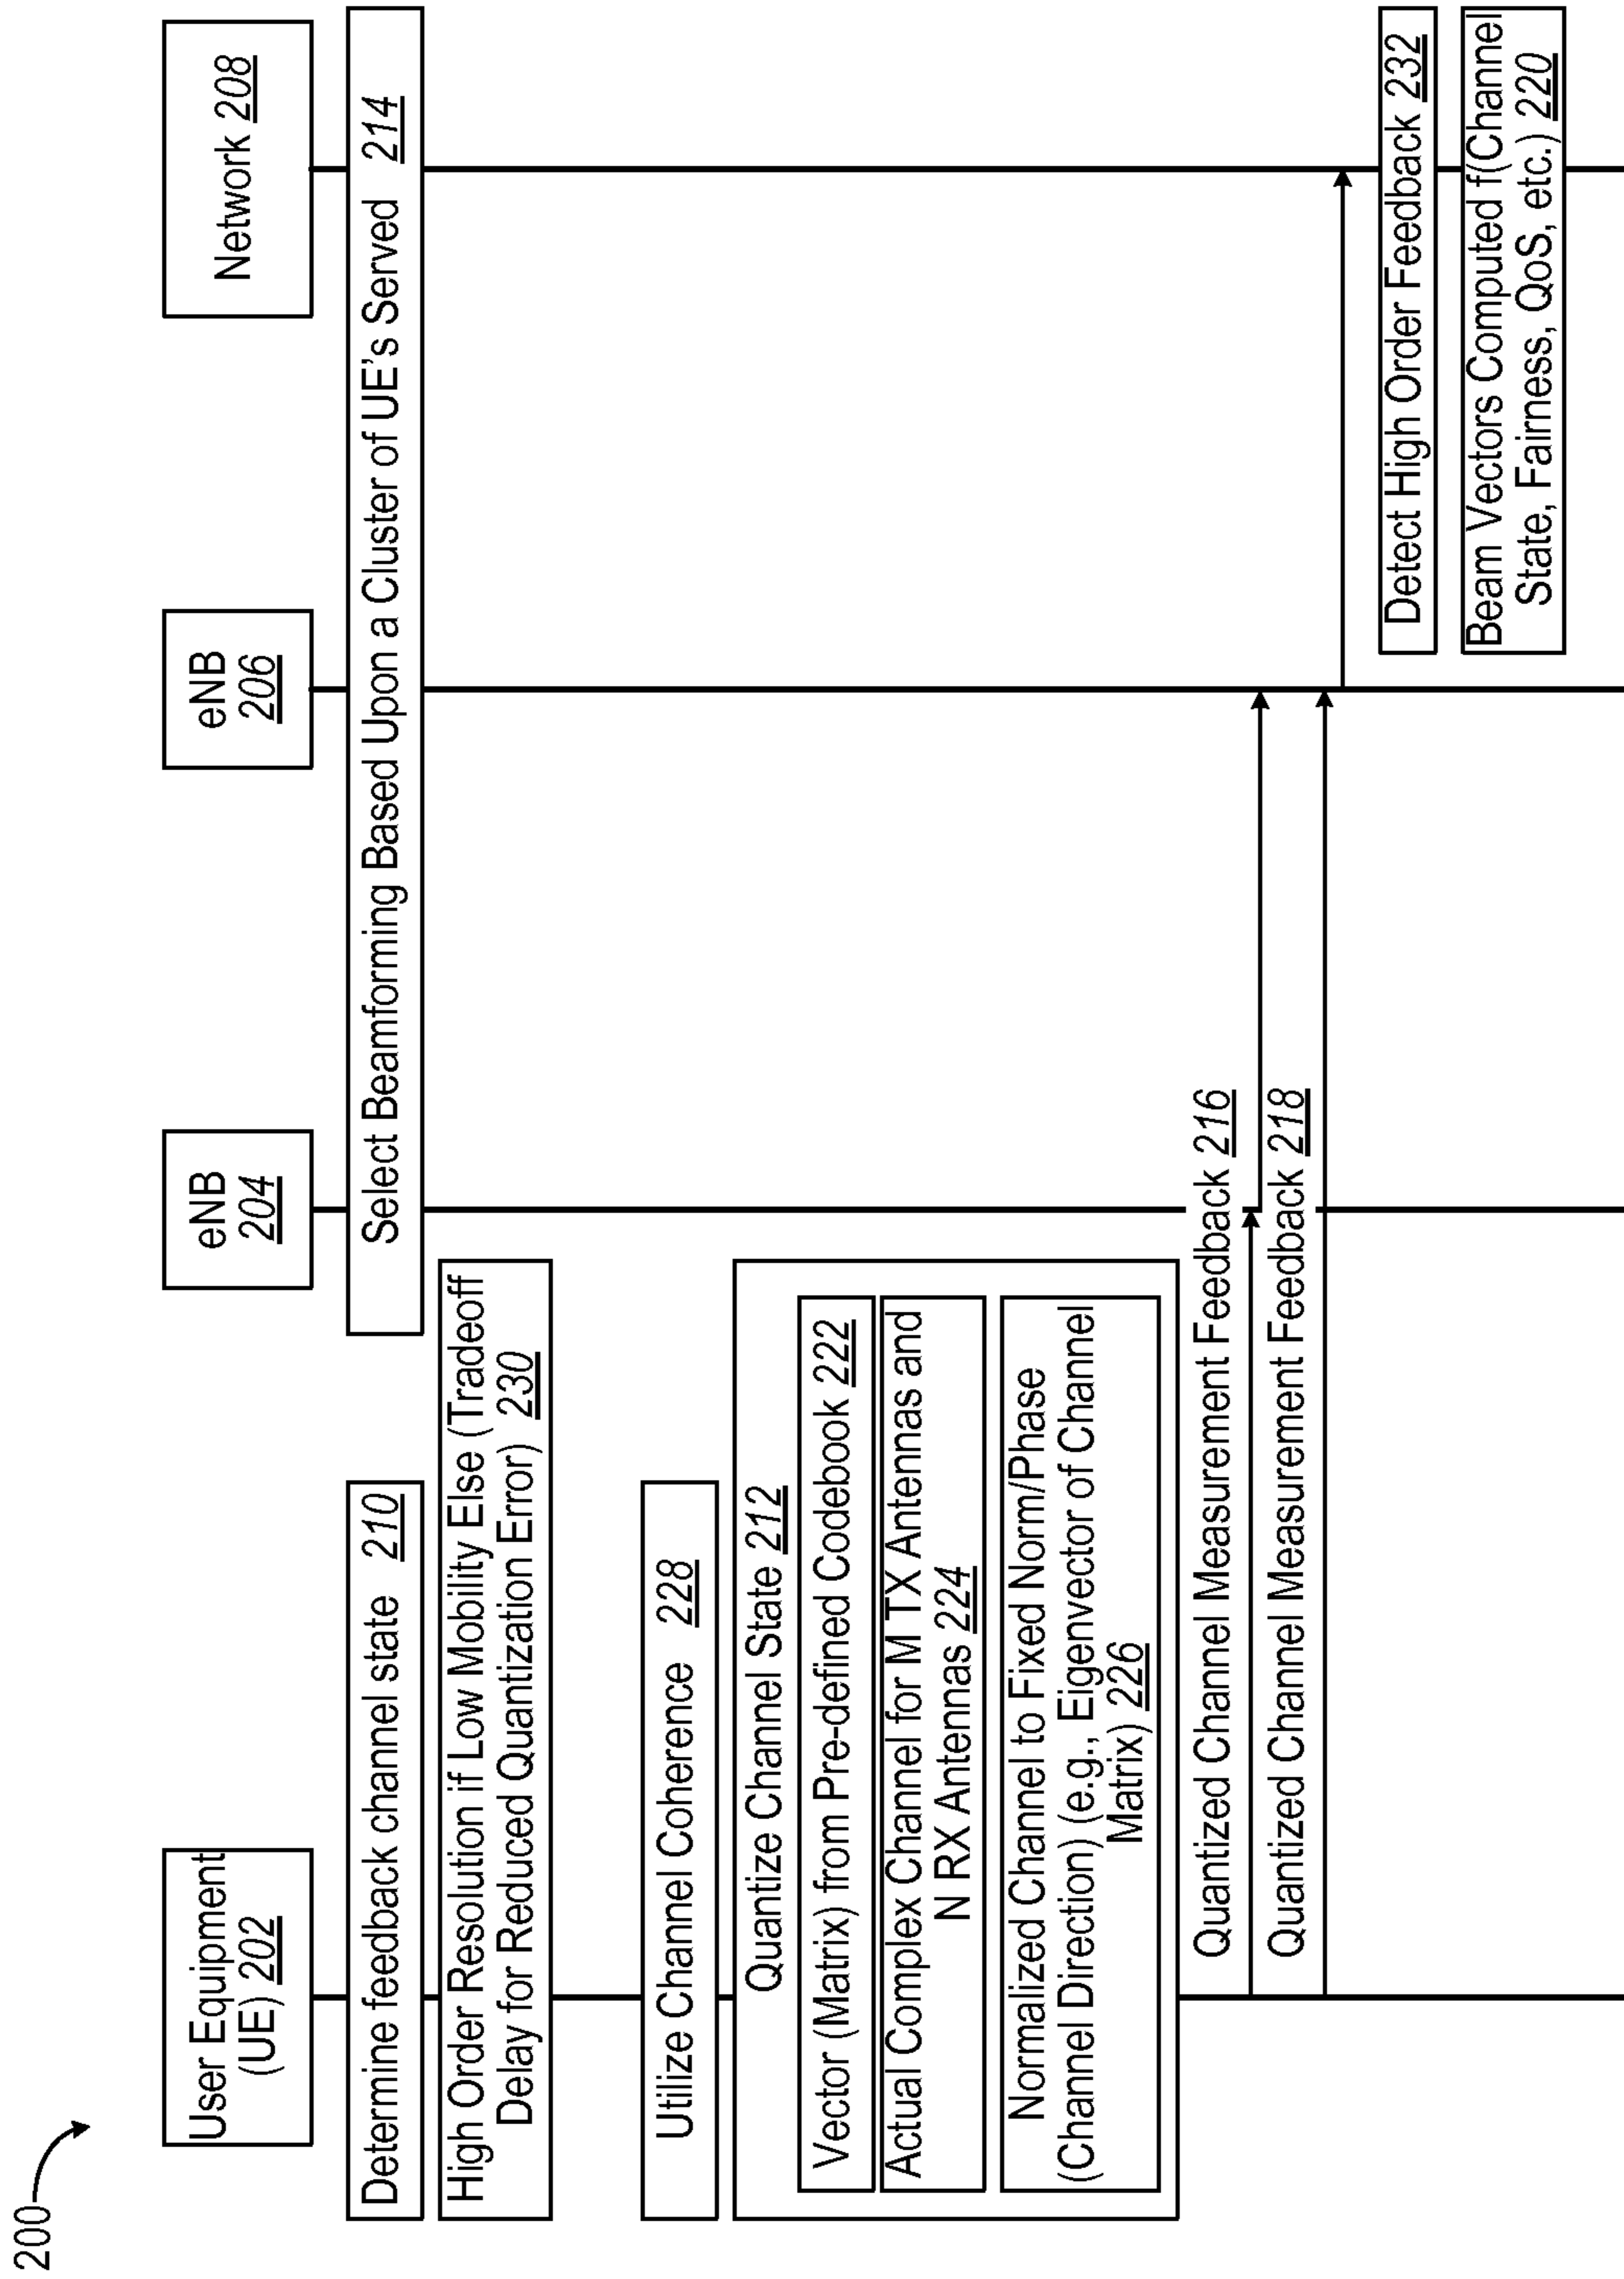 200
User Equipment
(UE) 202
eNB
204
eNB
206
Network 208
Determine feedback channel state 210
Select Beamforming Based Upon a Cluster of UE's Served 214
High Order Resolution if Low Mobility Else (Tradeoff
Delay for Reduced Quantization Error) 230
Utilize Channel Coherence 228
Quantize Channel State 212
Vector (Matrix) from Pre-defined Codebook 222
Actual Complex Channel for M TX Antennas and
N RX Antennas 224
Normalized Channel to Fixed Norm/Phase
(Channel Direction) (e.g., Eigenvector of Channel
Matrix) 226
Quantized Channel Measurement Feedback 216
Quantized Channel Measurement Feedback 218
Detect High Order Feedback 232
Beam Vectors Computed f(Channel
State, Fairness, QoS, etc.) 220